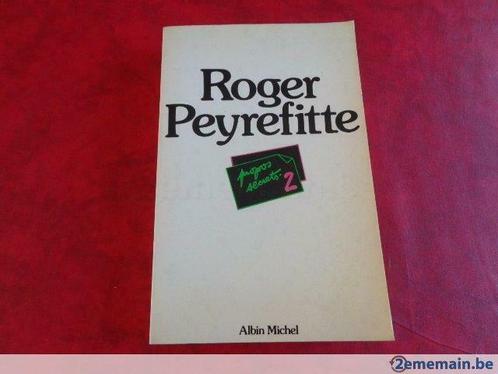 Roger
Peyrefitte
propos
secrets
2
Albin Michel
2ememain.be